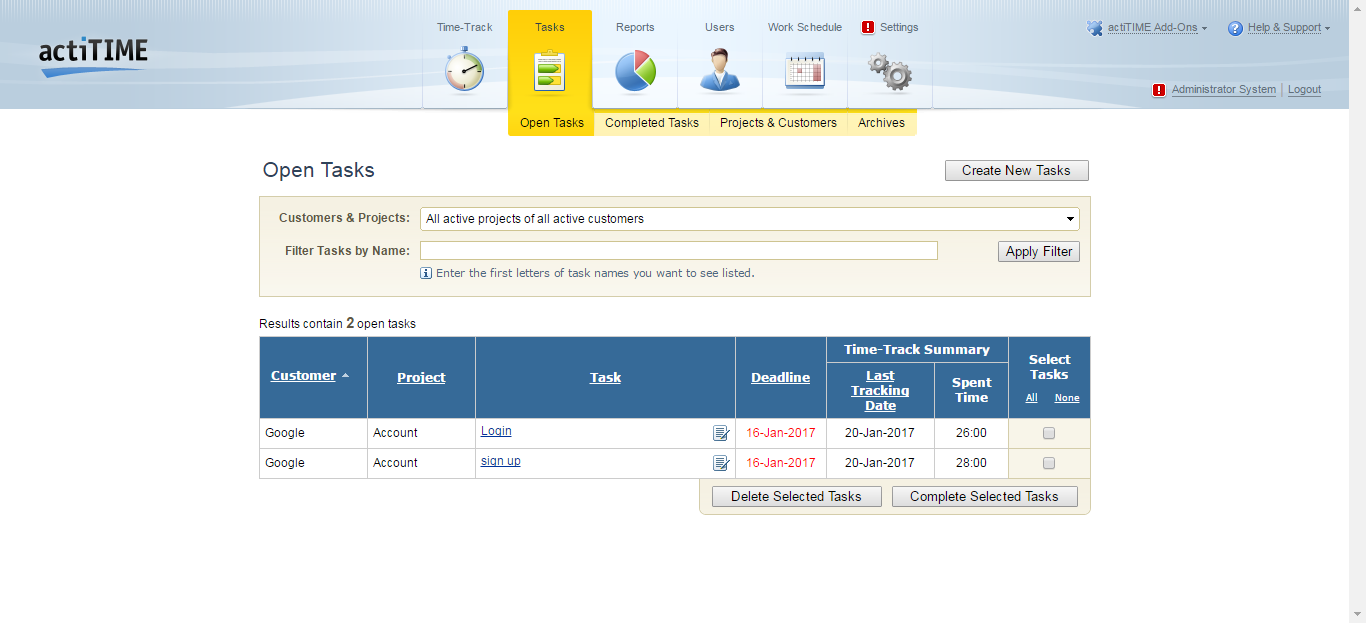 actiTIME
Time-Track Tasks Reports Users Work Schedule ! Settings actiTIME Add-Ons ? Help & Support
! Administrator System | Logout
Open Tasks Completed Tasks Projects & Customers Archives
Open Tasks Create New Tasks
Customers & Projects: All active projects of all active customers
Filter Tasks by Name: Apply Filter
i Enter the first letters of task names you want to see listed.
Results contain 2 open tasks
Time-Track Summary
Customer Project Task Deadline Last Tracking Date Spent Time Select Tasks
All None
Google Account Login 16-Jan-2017 20-Jan-2017 26:00
Google Account sign up 16-Jan-2017 20-Jan-2017 28:00
Delete Selected Tasks Complete Selected Tasks